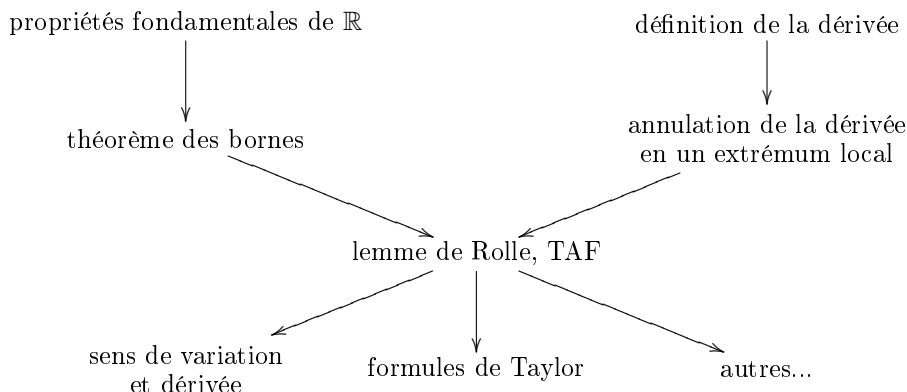 propriétés fondamentales de ℝ
définition de la dérivée
théorème des bornes
annulation de la dérivée
en un extrémum local
lemme de Rolle, TAF
sens de variation
et dérivée
formules de Taylor
autres...